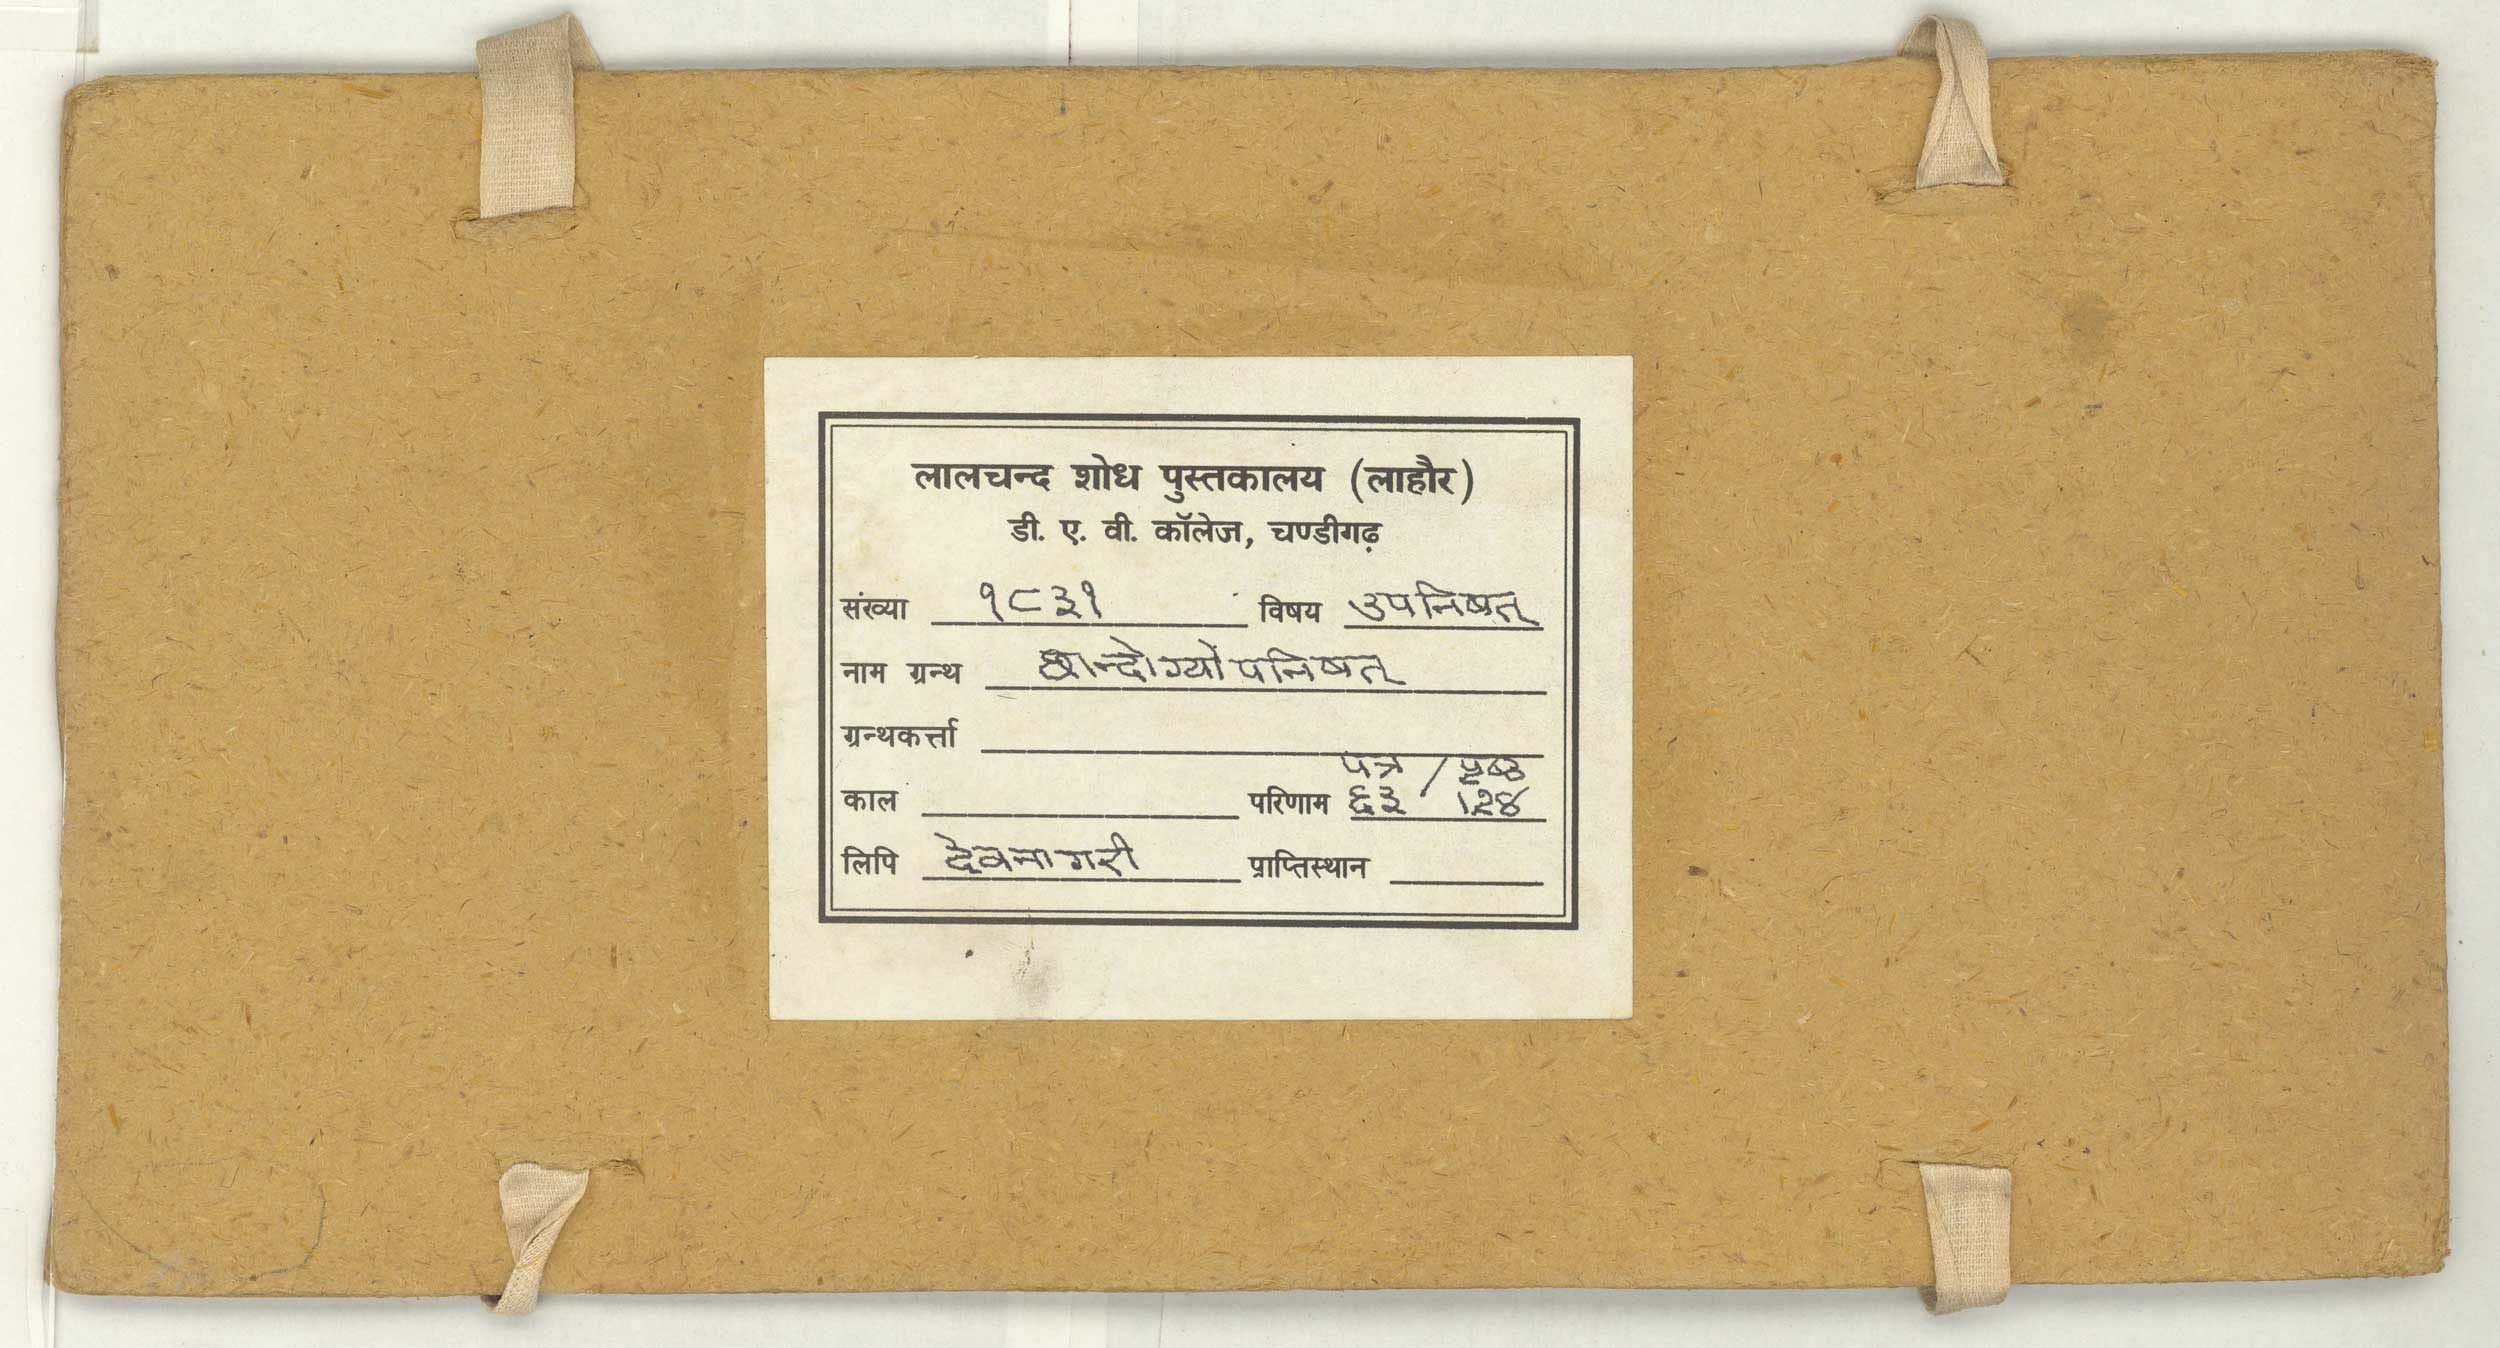 लालचन्द शोध पुस्तकालय (लाहौर)
डी. ए. वी. कॉलेज, चण्डीगढ़
संख्या १८३१ विषय उपनिषत्
नाम ग्रन्थ छान्दोग्योपनिषत्
ग्रन्थकर्त्ता
पत्र / पृष्ठ
काल परिणाम ६३ १२४
लिपि देवनागरी प्राप्तिस्थान